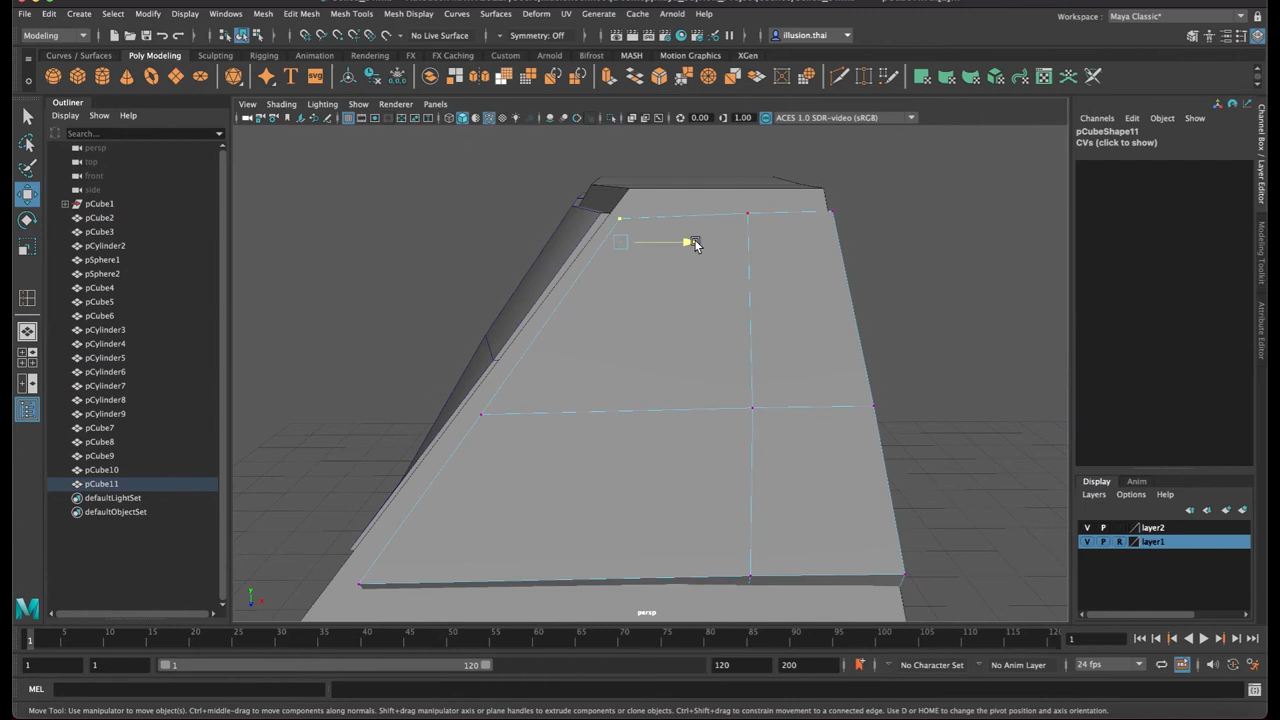 File Edit Create Select Modify Display Windows Mesh Edit Mesh Mesh Tools Mesh Display Curves Surfaces Deform UV Generate Cache Arnold Help
Workspace : Maya Classic*
Modeling No Live Surface Symmetry: Off illusion.thai
Curves / Surfaces Poly Modeling Sculpting Rigging Animation Rendering FX FX Caching Custom Arnold Bifrost MASH Motion Graphics XGen
Outliner
Display Show Help
Search...
persp
top
front
side
pCube1
pCube2
pCube3
pCylinder2
pSphere1
pSphere2
pCube4
pCube5
pCube6
pCylinder3
pCylinder4
pCylinder5
pCylinder6
pCylinder7
pCylinder8
pCylinder9
pCube7
pCube8
pCube9
pCube10
pCube11
defaultLightSet
defaultObjectSet
View Shading Lighting Show Renderer Panels
0.00 1.00 ACES 1.0 SDR-video (sRGB)
persp
Channels Edit Object Show
pCubeShape11
CVs (click to show)
Channel Box / Layer Editor
Modeling Toolkit
Attribute Editor
Display Anim
Layers Options Help
V P layer2
V P R layer1
1 5 10 15 20 25 30 35 40 45 50 55 60 65 70 75 80 85 90 95 100 105 110 115 120
1
1 1 1 120 120 200 No Character Set No Anim Layer 24 fps
MEL
Move Tool: Use manipulator to move object(s). Ctrl+middle-drag to move components along normals. Shift+drag manipulator axis or plane handles to extrude components or clone objects. Ctrl+Shift+drag to constrain movement to a connected edge. Use D or HOME to change the pivot position and axis orientation.